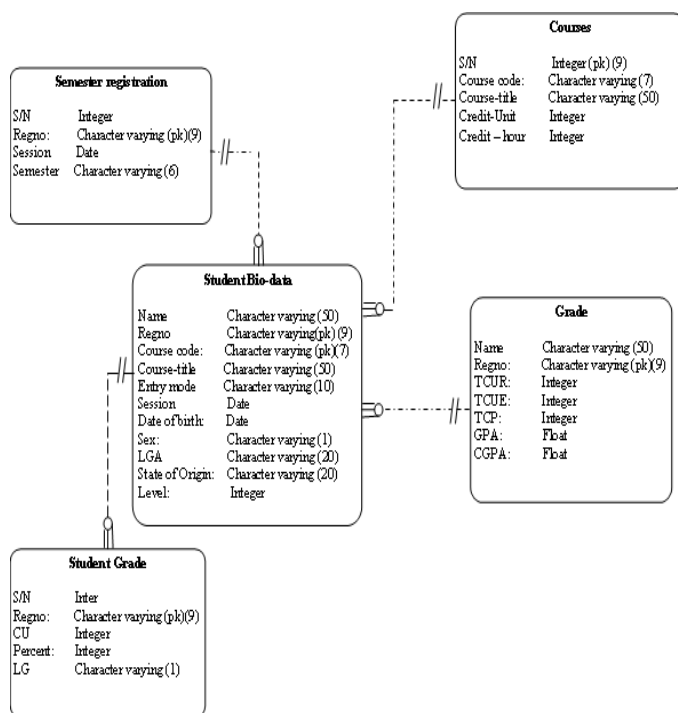 Courses
S/N Integer (pk) (9)
Course code: Character varying (7)
Course-title Character varying (50)
Credit-Unit Integer
Credit – hour Integer
Semester registration
S/N Integer
Regno: Character varying (pk)(9)
Session Date
Semester Character varying (6)
Student Bio-data
Name Character varying (50)
Regno Character varying(pk) (9)
Course code: Character varying (pk)(7)
Course-title Character varying (50)
Entry mode Character varying (10)
Session Date
Date of birth: Date
Sex: Character varying (1)
LGA Character varying (20)
State of Origin: Character varying (20)
Level: Integer
Grade
Name Character varying (50)
Regno: Character varying (pk)(9)
TCUR: Integer
TCUE: Integer
TCP: Integer
GPA: Float
CGPA: Float
Student Grade
S/N Inter
Regno: Character varying (pk)(9)
CU Integer
Percent: Integer
LG Character varying (1)